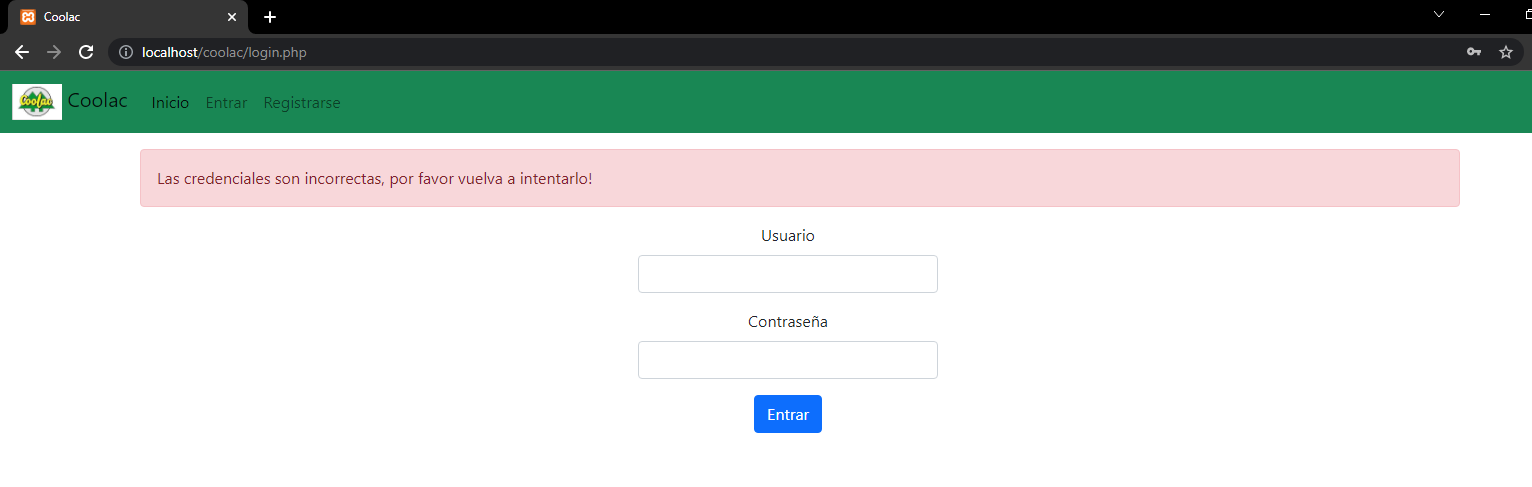 Coolac
localhost/coolac/login.php
Coolac Coolac Inicio Entrar Registrarse
Las credenciales son incorrectas, por favor vuelva a intentarlo!
Usuario
Contraseña
Entrar